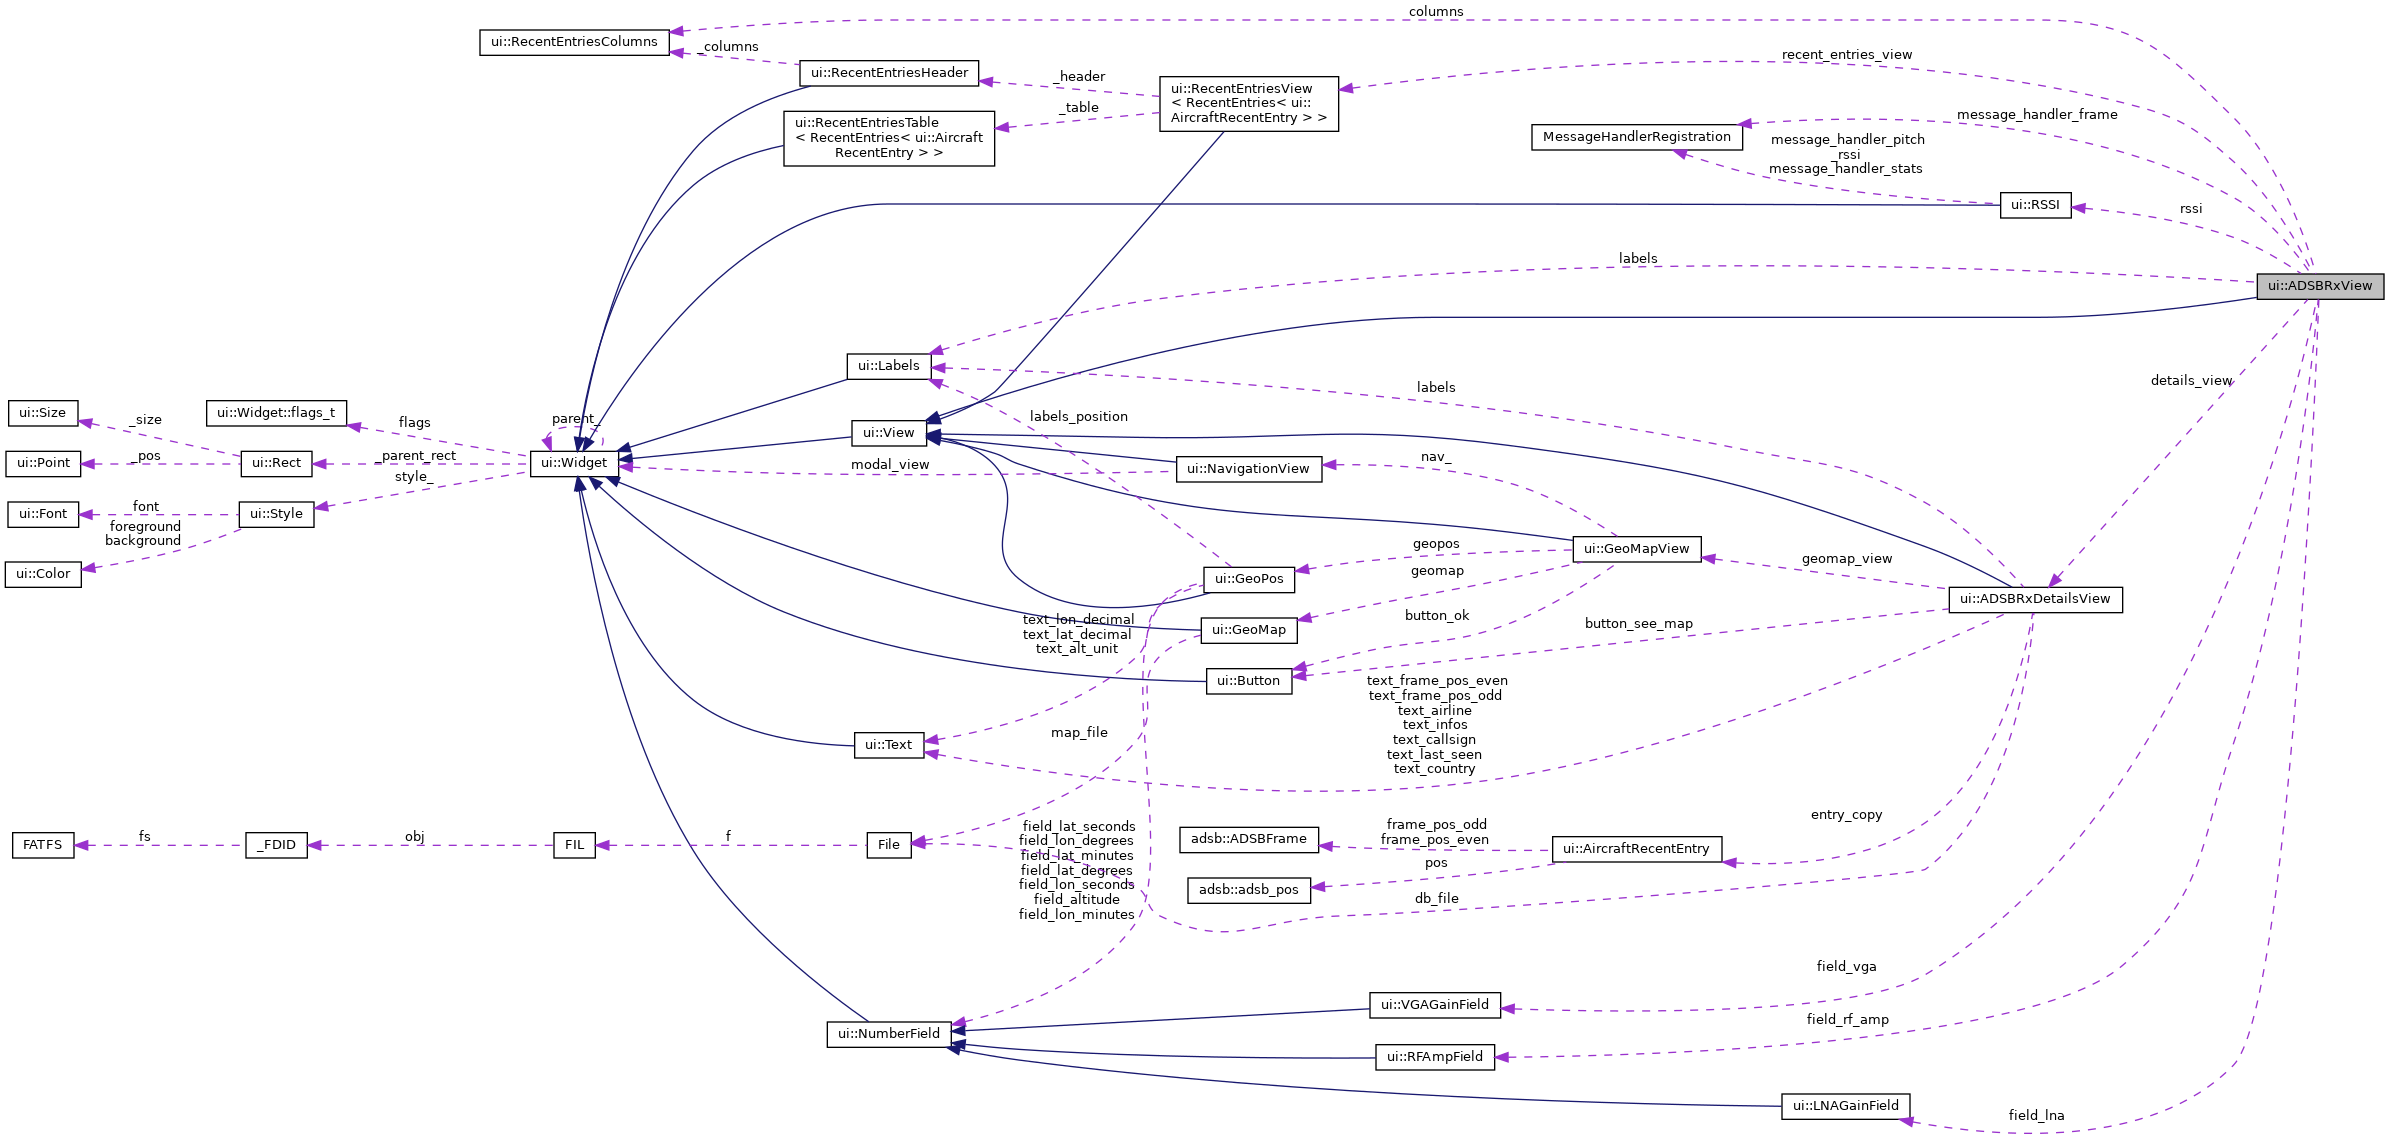 columns
ui::RecentEntriesColumns
_columns
recent_entries_view
ui::RecentEntriesHeader
_header
ui::RecentEntriesView
< RecentEntries< ui::
AircraftRecentEntry > >
_table
ui::RecentEntriesTable
< RecentEntries< ui::Aircraft
RecentEntry > >
message_handler_frame
MessageHandlerRegistration
message_handler_pitch
_rssi
message_handler_stats
ui::RSSI
rssi
labels
ui::ADSBRxView
ui::Labels
labels
details_view
ui::Size
_size
ui::Widget::flags_t
flags
parent_
labels_position
ui::View
ui::Point
_pos
ui::Rect
_parent_rect
ui::Widget
modal_view
ui::NavigationView
nav_
style_
ui::Font
font
ui::Style
foreground
background
ui::Color
geopos
ui::GeoMapView
geomap_view
geomap
ui::GeoPos
ui::ADSBRxDetailsView
button_ok
button_see_map
text_lon_decimal
text_lat_decimal
text_alt_unit
ui::GeoMap
ui::Button
text_frame_pos_even
text_frame_pos_odd
text_airline
text_infos
text_callsign
text_last_seen
text_country
map_file
ui::Text
entry_copy
FATFS
fs
_FDID
obj
FIL
f
File
field_lat_seconds
field_lon_degrees
field_lat_minutes
field_lat_degrees
field_lon_seconds
field_altitude
field_lon_minutes
adsb::ADSBFrame
frame_pos_odd
frame_pos_even
ui::AircraftRecentEntry
pos
adsb::adsb_pos
db_file
field_vga
ui::VGAGainField
field_rf_amp
ui::NumberField
ui::RFAmpField
ui::LNAGainField
field_lna